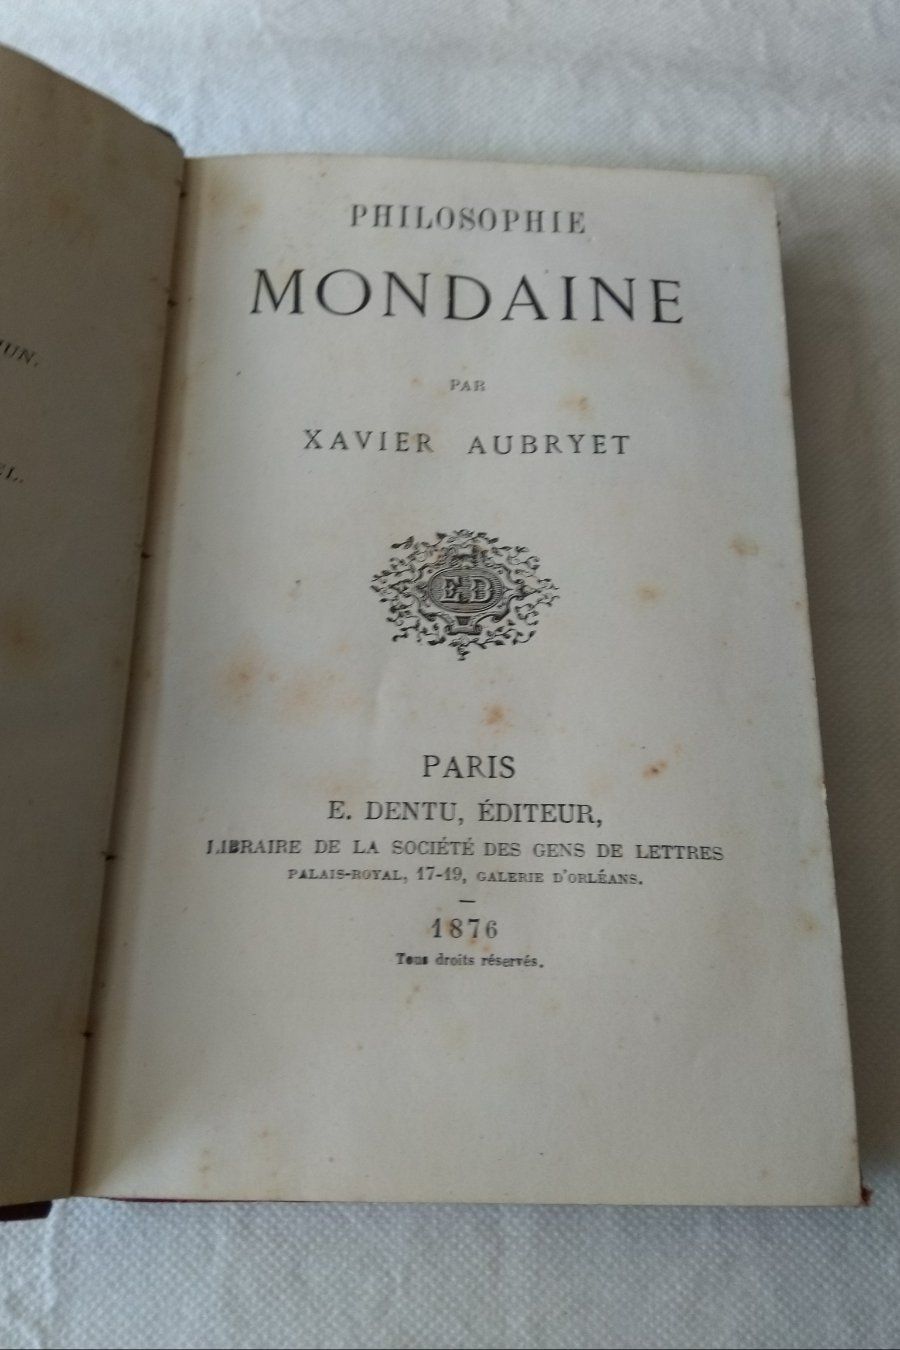 PHILOSOPHIE
MONDAINE
PAR
XAVIER AUBRYET
ED
PARIS
E. DENTU, ÉDITEUR,
LIBRAIRE DE LA SOCIÉTÉ DES GENS DE LETTRES
PALAIS-ROYAL, 17-19, GALERIE D'ORLÉANS.
1876
Tous droits réservés.